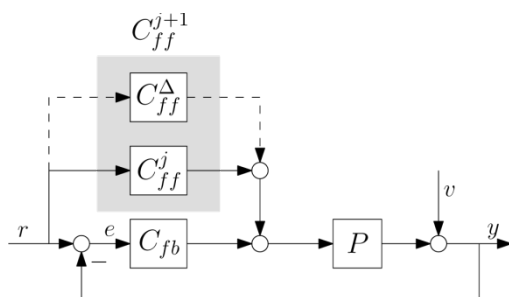 C_{ff}^{j+1}
C_{ff}^{Δ}
C_{ff}^{j}
v
r e C_{fb} P y
−